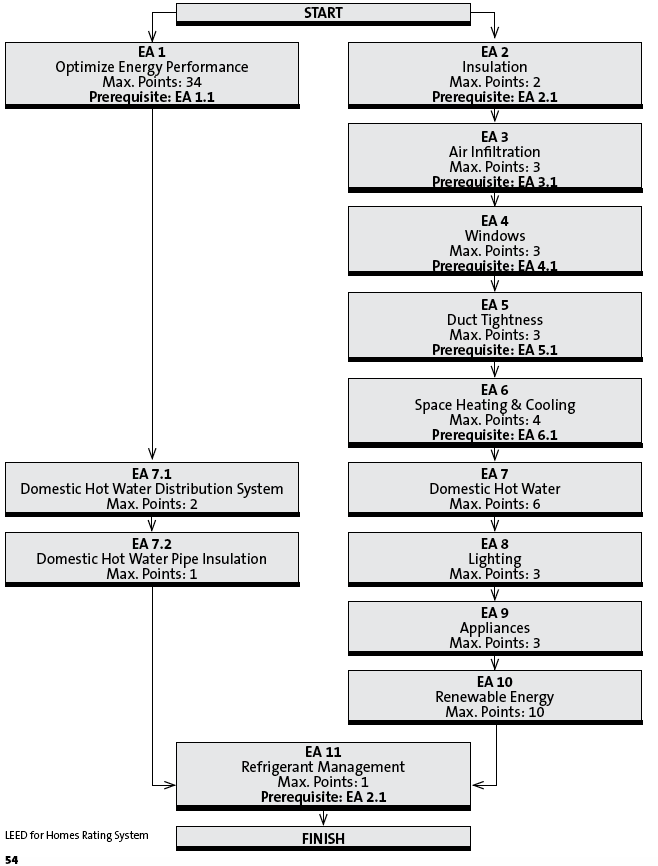 START
EA 1
Optimize Energy Performance
Max. Points: 34
Prerequisite: EA 1.1
EA 2
Insulation
Max. Points: 2
Prerequisite: EA 2.1
EA 3
Air Infiltration
Max. Points: 3
Prerequisite: EA 3.1
EA 4
Windows
Max. Points: 3
Prerequisite: EA 4.1
EA 5
Duct Tightness
Max. Points: 3
Prerequisite: EA 5.1
EA 6
Space Heating & Cooling
Max. Points: 4
Prerequisite: EA 6.1
EA 7.1
Domestic Hot Water Distribution System
Max. Points: 2
EA 7
Domestic Hot Water
Max. Points: 6
EA 7.2
Domestic Hot Water Pipe Insulation
Max. Points: 1
EA 8
Lighting
Max. Points: 3
EA 9
Appliances
Max. Points: 3
EA 10
Renewable Energy
Max. Points: 10
EA 11
Refrigerant Management
Max. Points: 1
Prerequisite: EA 2.1
FINISH
LEED for Homes Rating System
54